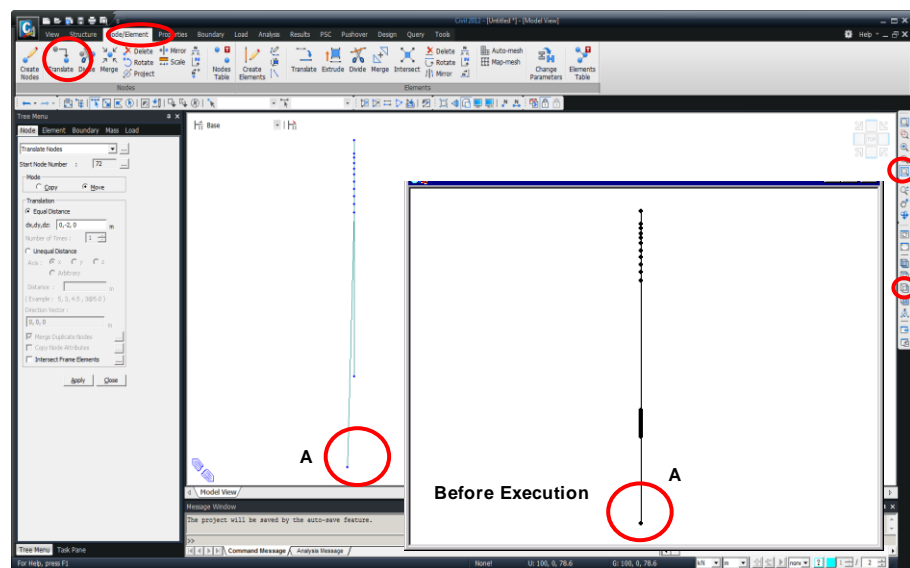 Civil 2012 - [Untitled *] - [Model View]
View Structure Node/Element Properties Boundary Load Analysis Results PSC Pushover Design Query Tools Help
Create Nodes Translate Divide Merge Delete Rotate Project Mirror Scale Nodes Table
Create Elements Translate Extrude Divide Merge Intersect Delete Rotate Mirror Auto-mesh Map-mesh Change Parameters Elements Table
Nodes Elements
Tree Menu
Node Element Boundary Mass Load
Base
TOP
Translate Nodes
Start Node Number : 72
Mode
Copy Move
Translation
Equal Distance
dx,dy,dz: 0,-2,0 m
Number of Times : 1
Unequal Distance
Axis : x y z
Arbitrary
Distance : m
(Example : 5, 3, 4.5 , 3@5.0 )
Direction Vector :
0, 0, 0 m
Merge Duplicate Nodes
Copy Node Attributes
Intersect Frame Elements
Apply Close
A
A
Before Execution
Model View
Message Window
The project will be saved by the auto-save feature.
>>
Command Message Analysis Message
Tree Menu Task Pane
For Help, press F1
None! U: 100, 0, 78.6 G: 100, 0, 78.6 kN m none ? 1 / 2